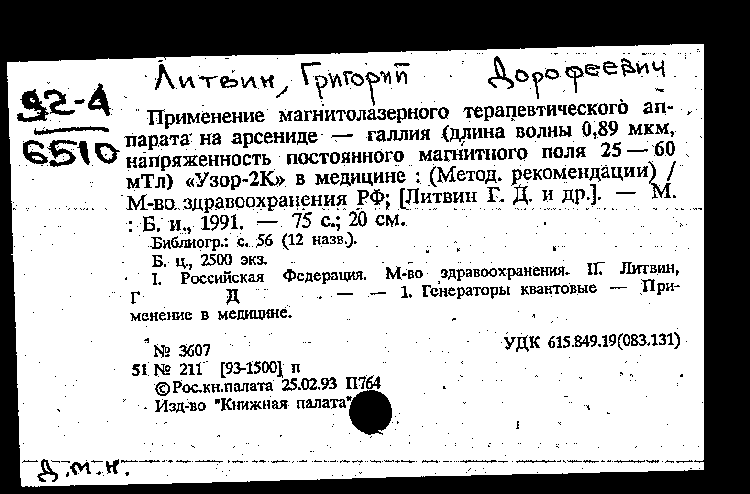 Литвин, Григорий Дорофеевич
92-4
6510
Применение магнитолазерного терапевтического ап-
парата на арсениде — галлия (длина волны 0,89 мкм,
напряженность постоянного магнитного поля 25 — 60
мТл) «Узор-2К» в медицине : (Метод. рекомендации) /
М-во здравоохранения РФ; [Литвин Г. Д. и др.]. — М.
: Б. и., 1991. — 75 с.; 20 см.
Библиогр.: с. 56 (12 назв.).
Б. ц., 2500 экз.
I. Российская Федерация. М-во здравоохранения. II. Литвин,
Г Д — — 1. Генераторы квантовые — При-
менение в медицине.
№ 3607 УДК 615.849.19(083.131)
51 № 211 [93-1500] п
©Рос.кн.палата 25.02.93 П764
Изд-во "Книжная палата"
Д.м.н.